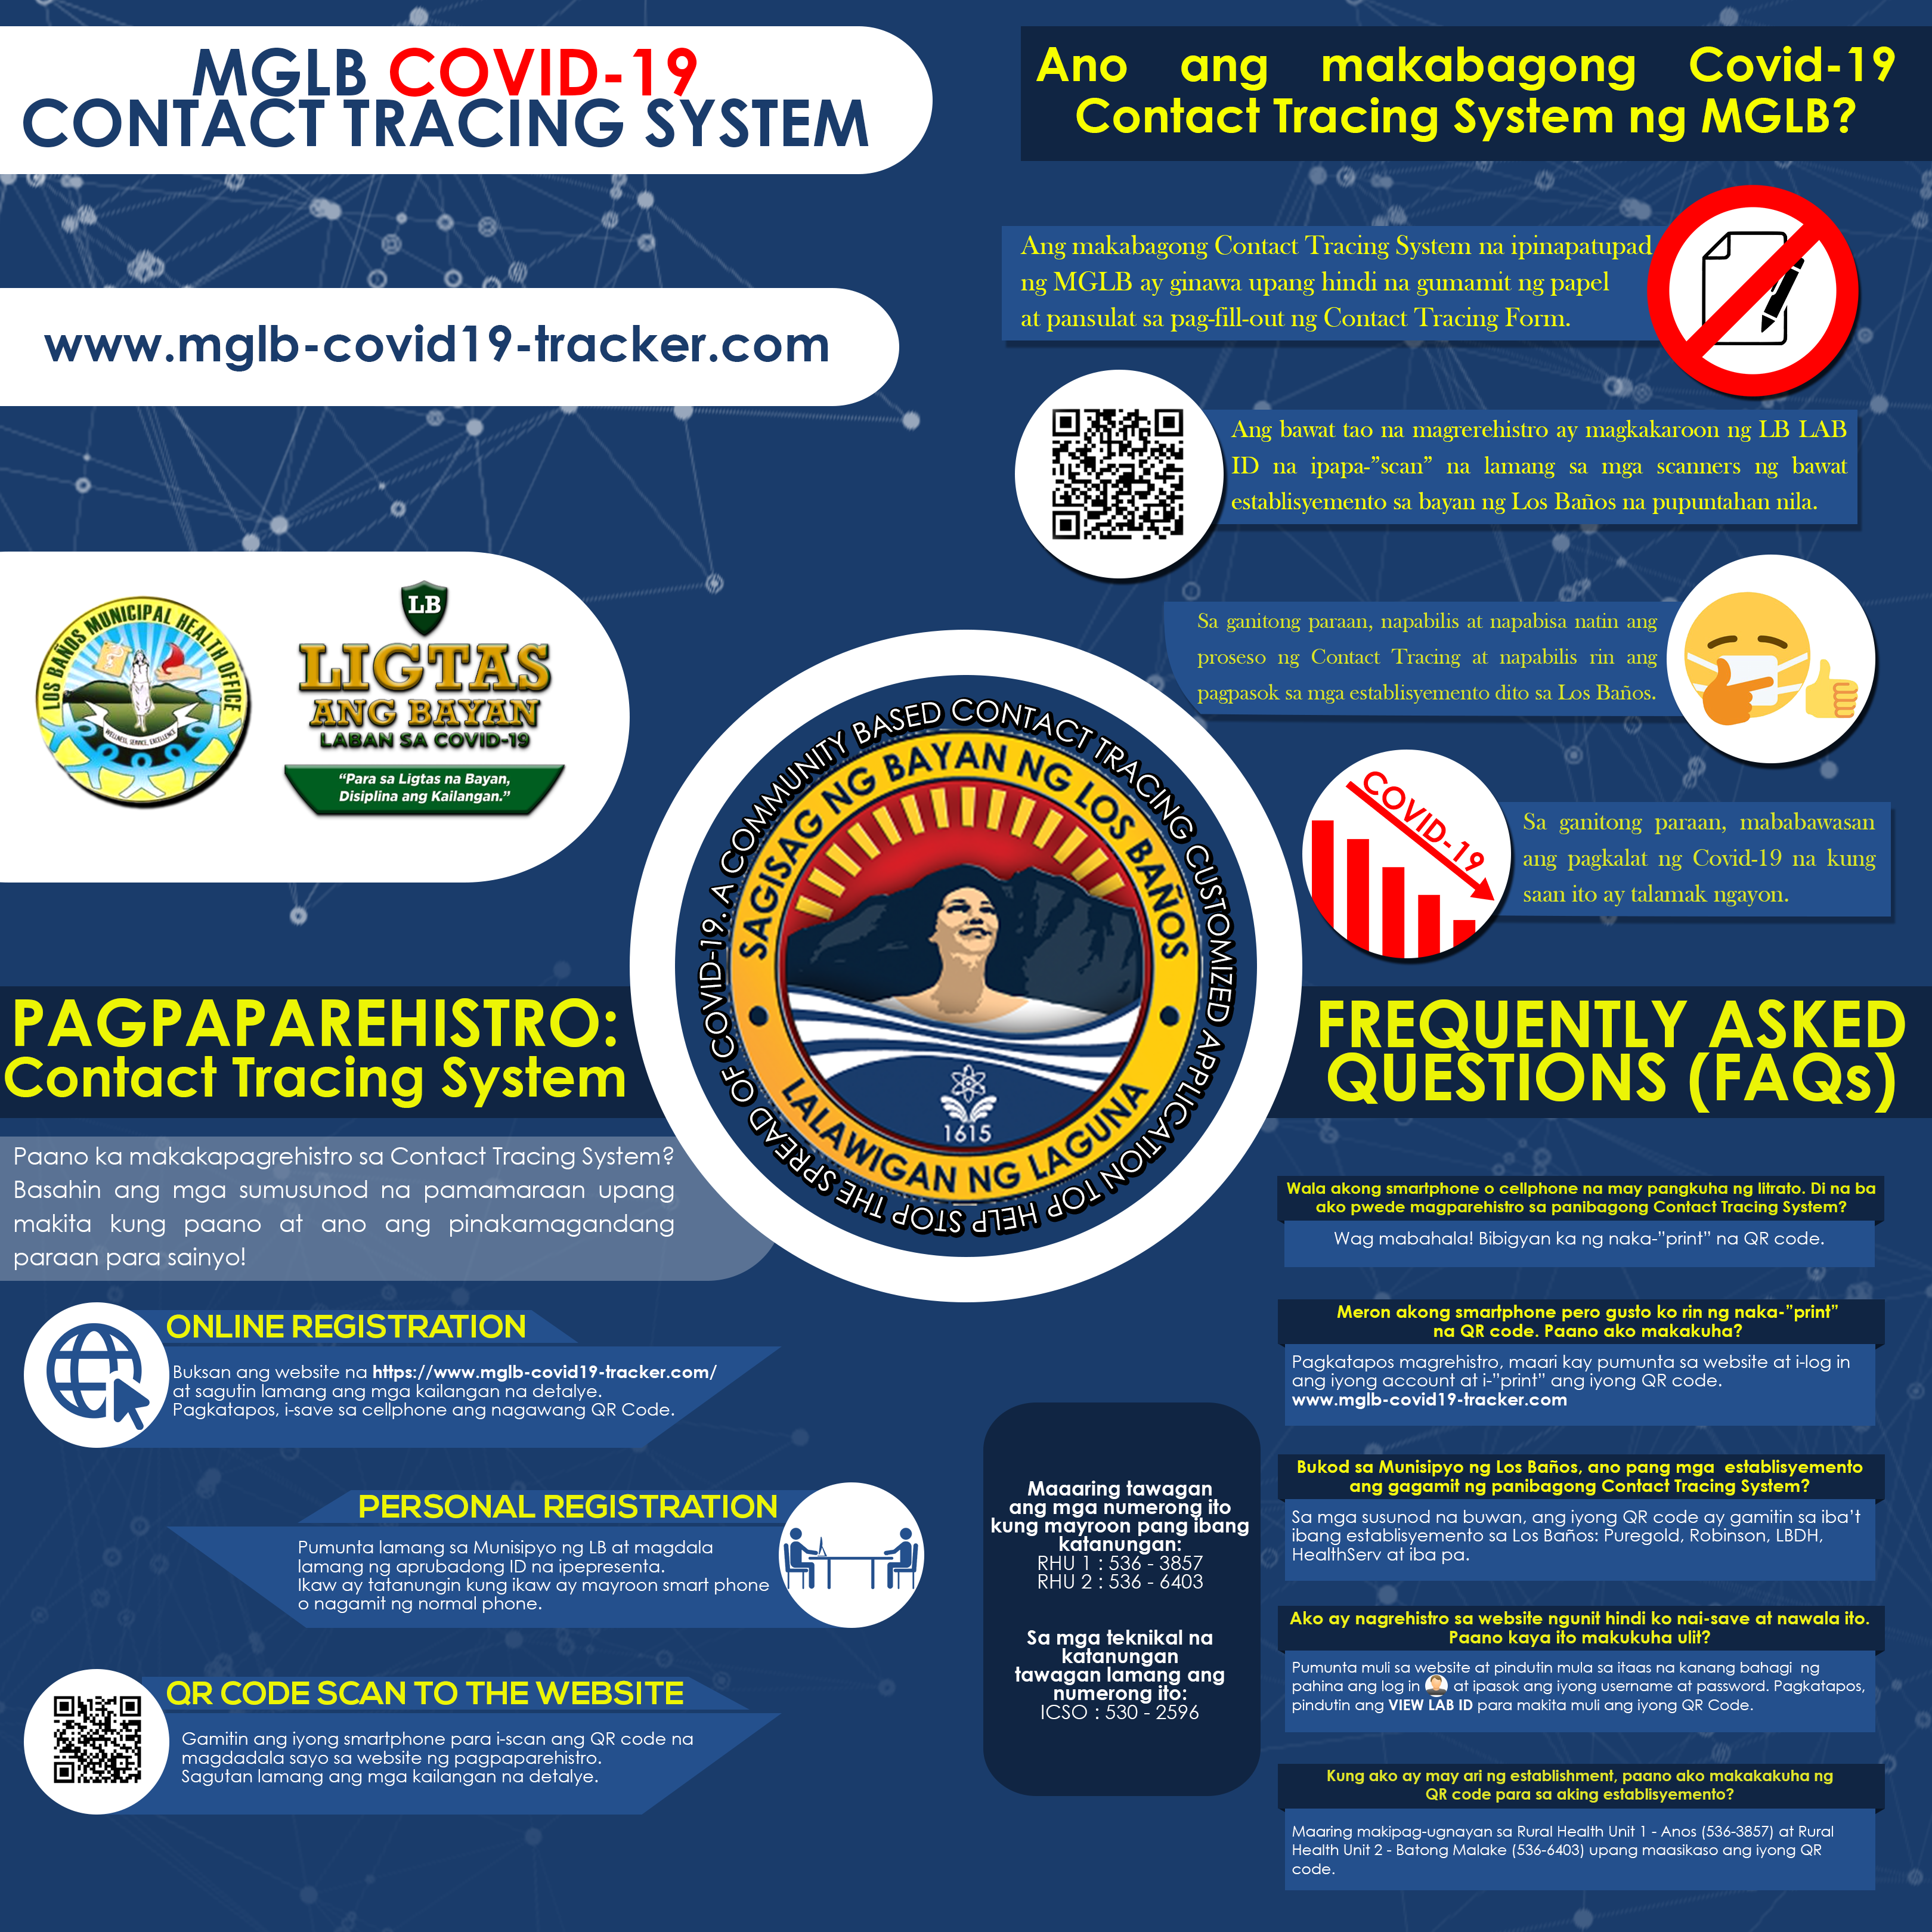 MGLB COVID-19
CONTACT TRACING SYSTEM
www.mglb-covid19-tracker.com
LOS BAÑOS MUNICIPAL HEALTH OFFICE
WELLNESS, SERVICE, EXCELLENCE
LB
LIGTAS
ANG BAYAN
LABAN SA COVID-19
“Para sa Ligtas na Bayan,
Disiplina ang Kailangan.”
Ano ang makabagong Covid-19
Contact Tracing System ng MGLB?
Ang makabagong Contact Tracing System na ipinapatupad
ng MGLB ay ginawa upang hindi na gumamit ng papel
at pansulat sa pag-fill-out ng Contact Tracing Form.
Ang bawat tao na magrerehistro ay magkakaroon ng LB LAB
ID na ipapa-”scan” na lamang sa mga scanners ng bawat
establisyemento sa bayan ng Los Baños na pupuntahan nila.
Sa ganitong paraan, napabilis at napabisa natin ang
proseso ng Contact Tracing at napabilis rin ang
pagpasok sa mga establisyemento dito sa Los Baños.
COVID-19
Sa ganitong paraan, mababawasan
ang pagkalat ng Covid-19 na kung
saan ito ay talamak ngayon.
A COMMUNITY BASED CONTACT TRACING CUSTOMIZED APPLICATION TOP HELP STOP THE SPREAD OF COVID-19.
SAGISAG NG BAYAN NG LOS BAÑOS
LALAWIGAN NG LAGUNA
1615
PAGPAPAREHISTRO:
Contact Tracing System
Paano ka makakapagrehistro sa Contact Tracing System?
Basahin ang mga sumusunod na pamamaraan upang
makita kung paano at ano ang pinakamagandang
paraan para sainyo!
ONLINE REGISTRATION
Buksan ang website na https://www.mglb-covid19-tracker.com/
at sagutin lamang ang mga kailangan na detalye.
Pagkatapos, i-save sa cellphone ang nagawang QR Code.
PERSONAL REGISTRATION
Pumunta lamang sa Munisipyo ng LB at magdala
lamang ng aprubadong ID na ipepresenta.
Ikaw ay tatanungin kung ikaw ay mayroon smart phone
o nagamit ng normal phone.
QR CODE SCAN TO THE WEBSITE
Gamitin ang iyong smartphone para i-scan ang QR code na
magdadala sayo sa website ng pagpaparehistro.
Sagutan lamang ang mga kailangan na detalye.
Maaaring tawagan
ang mga numerong ito
kung mayroon pang ibang
katanungan:
RHU 1 : 536 - 3857
RHU 2 : 536 - 6403
Sa mga teknikal na
katanungan
tawagan lamang ang
numerong ito:
ICSO : 530 - 2596
FREQUENTLY ASKED
QUESTIONS (FAQs)
Wala akong smartphone o cellphone na may pangkuha ng litrato. Di na ba
ako pwede magparehistro sa panibagong Contact Tracing System?
Wag mabahala! Bibigyan ka ng naka-”print” na QR code.
Meron akong smartphone pero gusto ko rin ng naka-”print”
na QR code. Paano ako makakuha?
Pagkatapos magrehistro, maari kay pumunta sa website at i-log in
ang iyong account at i-”print” ang iyong QR code.
www.mglb-covid19-tracker.com
Bukod sa Munisipyo ng Los Baños, ano pang mga establisyemento
ang gagamit ng panibagong Contact Tracing System?
Sa mga susunod na buwan, ang iyong QR code ay gamitin sa iba’t
ibang establisyemento sa Los Baños: Puregold, Robinson, LBDH,
HealthServ at iba pa.
Ako ay nagrehistro sa website ngunit hindi ko nai-save at nawala ito.
Paano kaya ito makukuha ulit?
Pumunta muli sa website at pindutin mula sa itaas na kanang bahagi ng
pahina ang log in at ipasok ang iyong username at password. Pagkatapos,
pindutin ang VIEW LAB ID para makita muli ang iyong QR Code.
Kung ako ay may ari ng establishment, paano ako makakakuha ng
QR code para sa aking establisyemento?
Maaring makipag-ugnayan sa Rural Health Unit 1 - Anos (536-3857) at Rural
Health Unit 2 - Batong Malake (536-6403) upang maasikaso ang iyong QR
code.